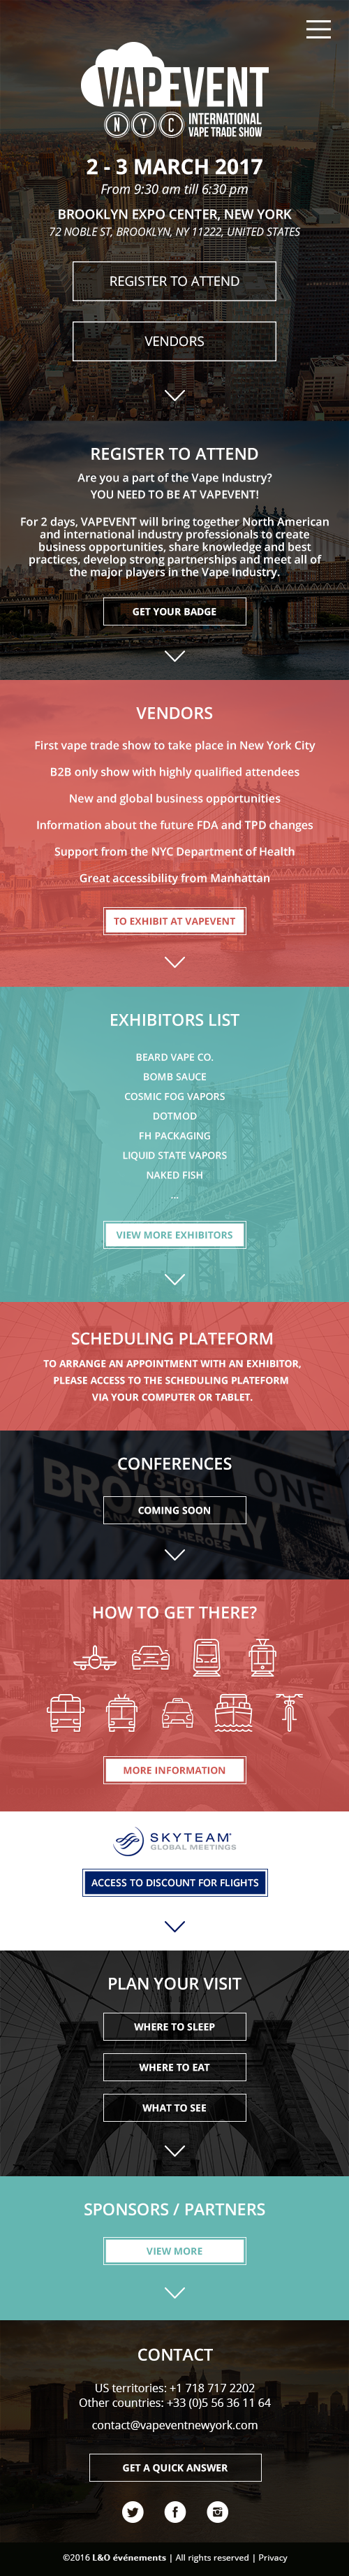 VAPEVENT
NYC INTERNATIONAL
VAPE TRADE SHOW
2 - 3 MARCH 2017
From 9:30 am till 6:30 pm
BROOKLYN EXPO CENTER, NEW YORK
72 NOBLE ST, BROOKLYN, NY 11222, UNITED STATES
REGISTER TO ATTEND
VENDORS
REGISTER TO ATTEND
Are you a part of the Vape Industry?
YOU NEED TO BE AT VAPEVENT!
For 2 days, VAPEVENT will bring together North American
and international industry professionals to create
business opportunities, share knowledge and best
practices, develop strong partnerships and meet all of
the major players in the Vape Industry.
GET YOUR BADGE
VENDORS
First vape trade show to take place in New York City
B2B only show with highly qualified attendees
New and global business opportunities
Information about the future FDA and TPD changes
Support from the NYC Department of Health
Great accessibility from Manhattan
TO EXHIBIT AT VAPEVENT
EXHIBITORS LIST
BEARD VAPE CO.
BOMB SAUCE
COSMIC FOG VAPORS
DOTMOD
FH PACKAGING
LIQUID STATE VAPORS
NAKED FISH
...
VIEW MORE EXHIBITORS
SCHEDULING PLATEFORM
TO ARRANGE AN APPOINTMENT WITH AN EXHIBITOR,
PLEASE ACCESS TO THE SCHEDULING PLATEFORM
VIA YOUR COMPUTER OR TABLET.
CONFERENCES
173-19 ONE
BROADWAY
CANYON OF HEROES
COMING SOON
HOW TO GET THERE?
MORE INFORMATION
SKYTEAM
GLOBAL MEETINGS
ACCESS TO DISCOUNT FOR FLIGHTS
PLAN YOUR VISIT
WHERE TO SLEEP
WHERE TO EAT
WHAT TO SEE
SPONSORS / PARTNERS
VIEW MORE
CONTACT
US territories: +1 718 717 2202
Other countries: +33 (0)5 56 36 11 64
contact@vapeventnewyork.com
GET A QUICK ANSWER
©2016 L&O événements | All rights reserved | Privacy